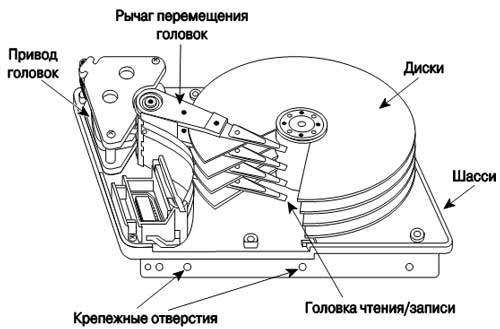 Рычаг перемещения
головок
Привод
головок
Диски
Шасси
Головка чтения/записи
Крепежные отверстия